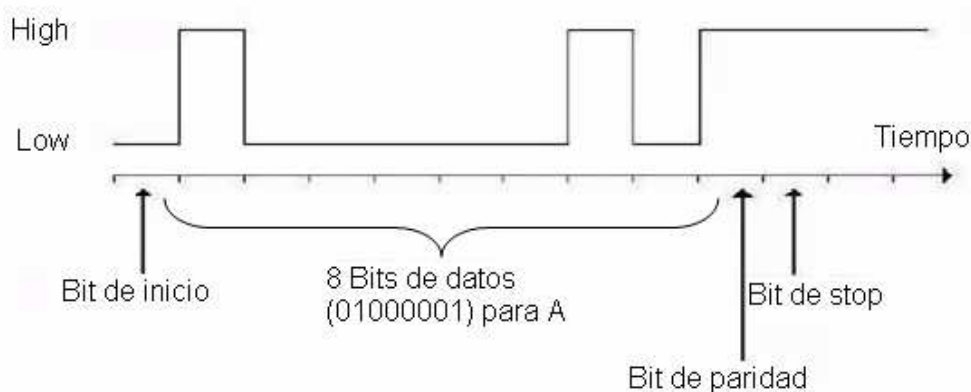 High
Low
Tiempo
Bit de inicio
8 Bits de datos
(01000001) para A
Bit de stop
Bit de paridad